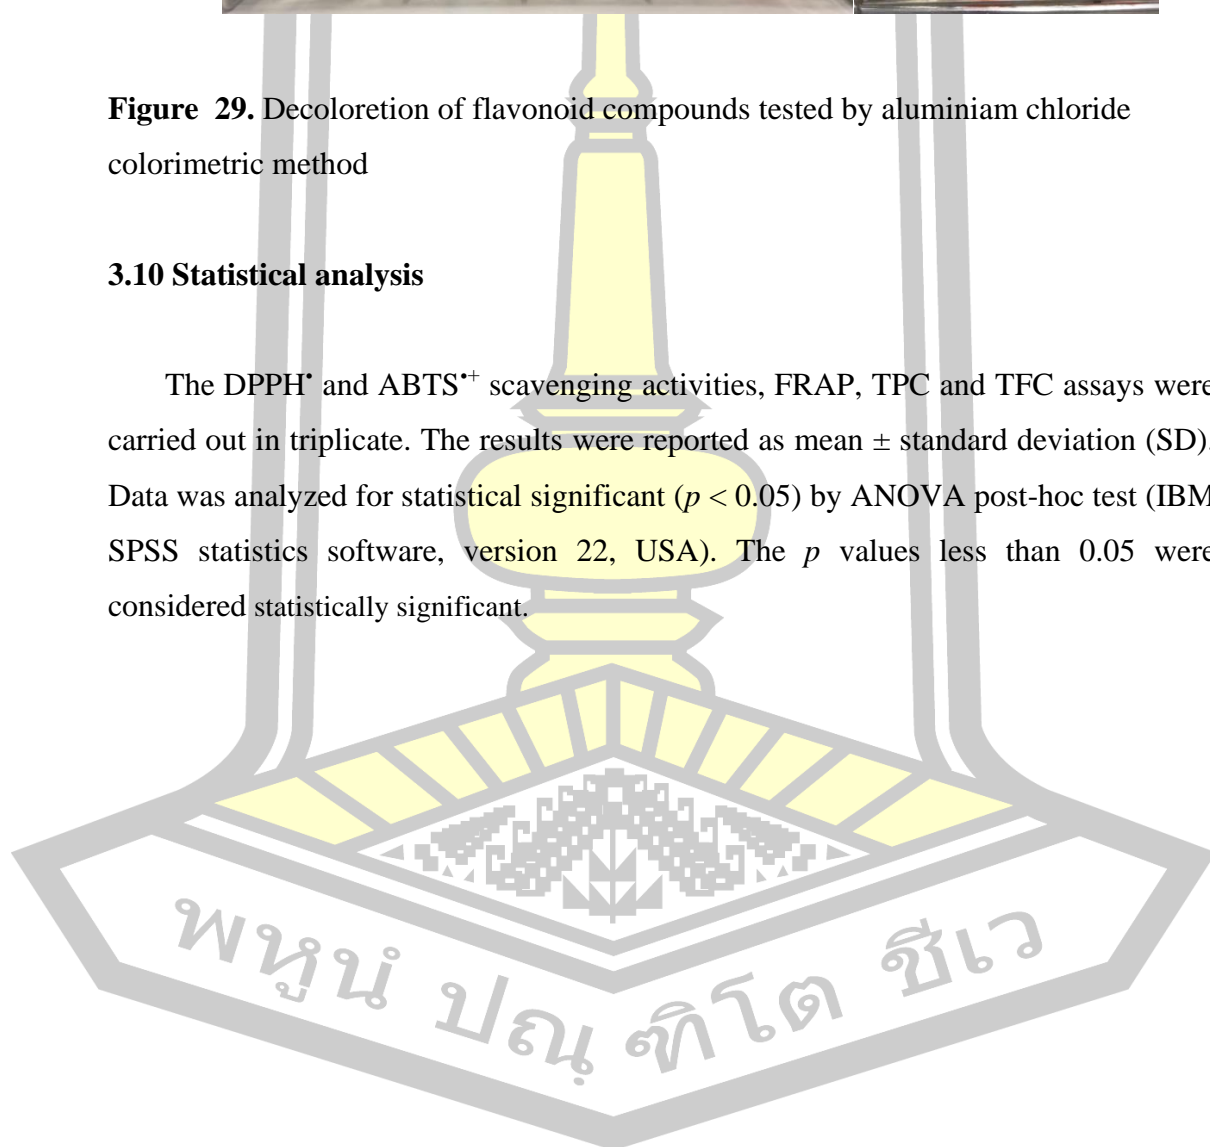 Figure  29. Decoloretion of flavonoid compounds tested by aluminiam chloride
colorimetric method
3.10 Statistical analysis
The DPPH• and ABTS•+ scavenging activities, FRAP, TPC and TFC assays were
carried out in triplicate. The results were reported as mean ± standard deviation (SD).
Data was analyzed for statistical significant (p < 0.05) by ANOVA post-hoc test (IBM
SPSS statistics software, version 22, USA). The p values less than 0.05 were
considered statistically significant.
พหูนํ ปณฺฑิโต ชีเว